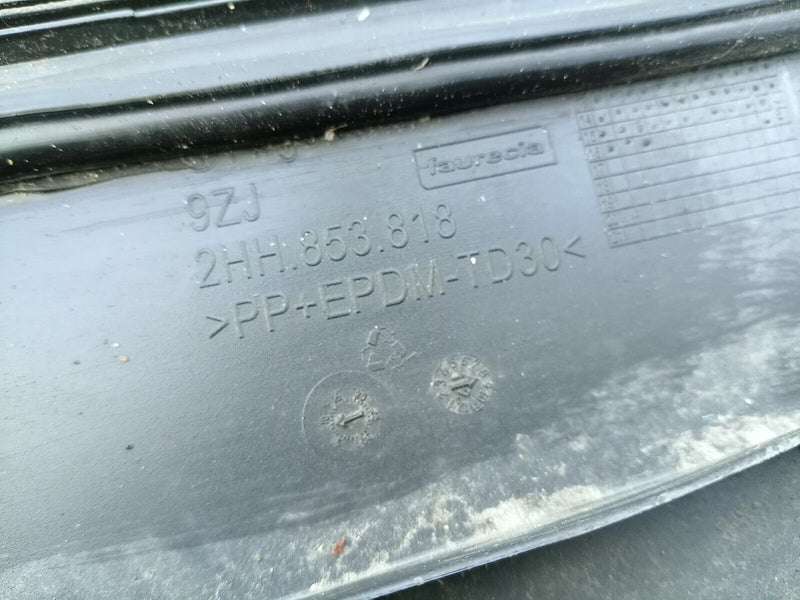 faurecia
9ZJ
2HH.853.818
>PP+EPDM-TD30<